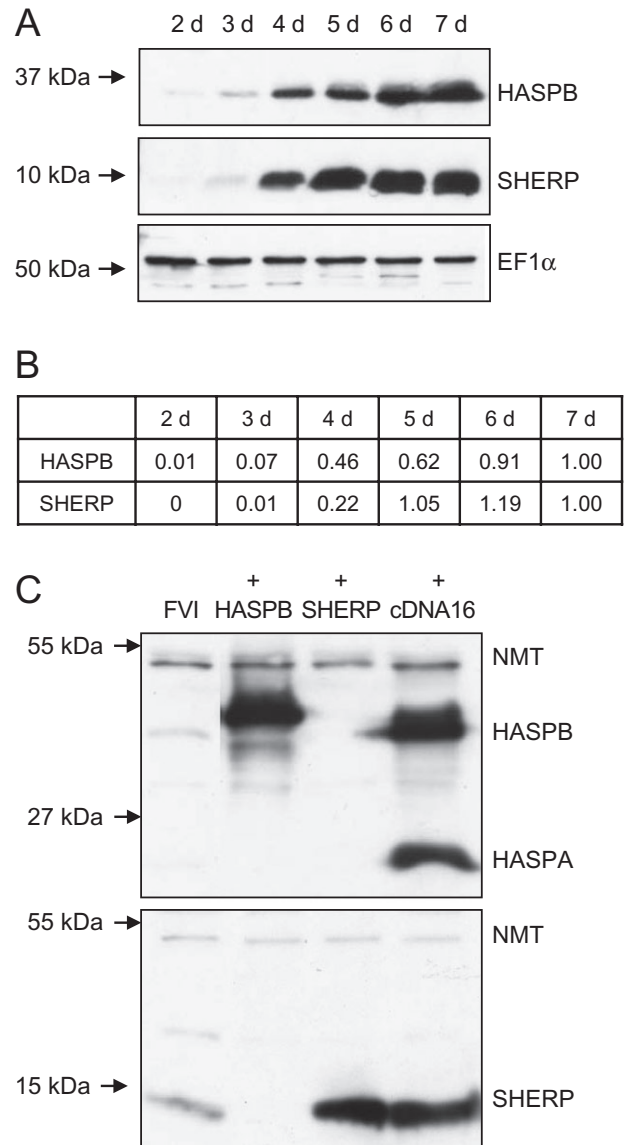 A
2 d 3 d 4 d 5 d 6 d 7 d
37 kDa
HASPB
10 kDa
SHERP
50 kDa
EF1α
B
2 d 3 d 4 d 5 d 6 d 7 d
HASPB 0.01 0.07 0.46 0.62 0.91 1.00
SHERP 0 0.01 0.22 1.05 1.19 1.00
C
+ + +
FVI HASPB SHERP cDNA16
55 kDa
NMT
HASPB
27 kDa
HASPA
55 kDa
NMT
15 kDa
SHERP